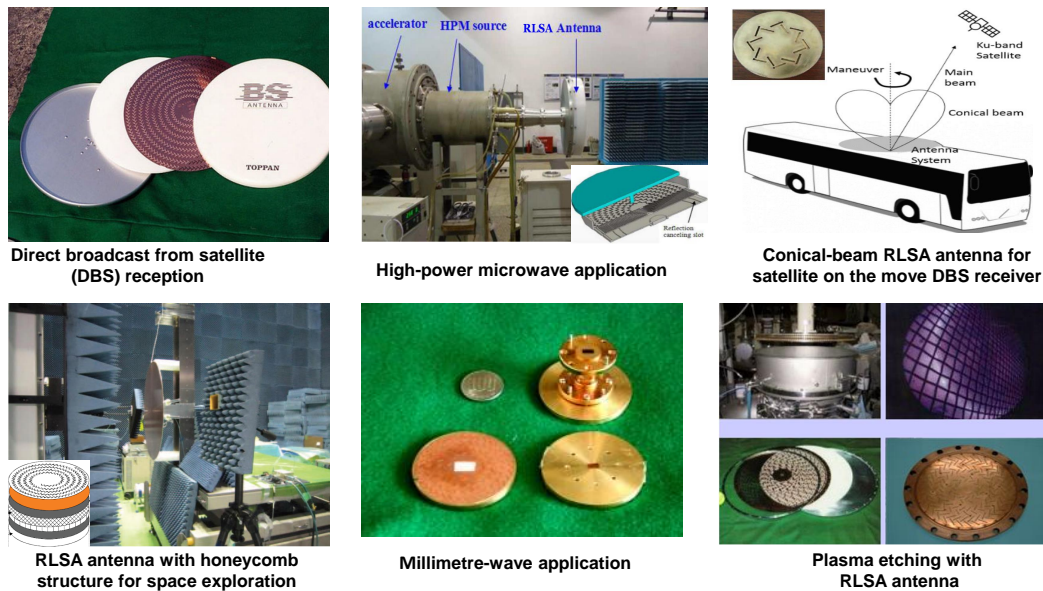 BS
ANTENNA
TOPPAN
Direct broadcast from satellite
(DBS) reception
accelerator
HPM source
RLSA Antenna
Reflection
canceling slot
High-power microwave application
Ku-band
Satellite
Maneuver
Main
beam
Conical beam
Antenna
System
Conical-beam RLSA antenna for
satellite on the move DBS receiver
RLSA antenna with honeycomb
structure for space exploration
Millimetre-wave application
Plasma etching with
RLSA antenna